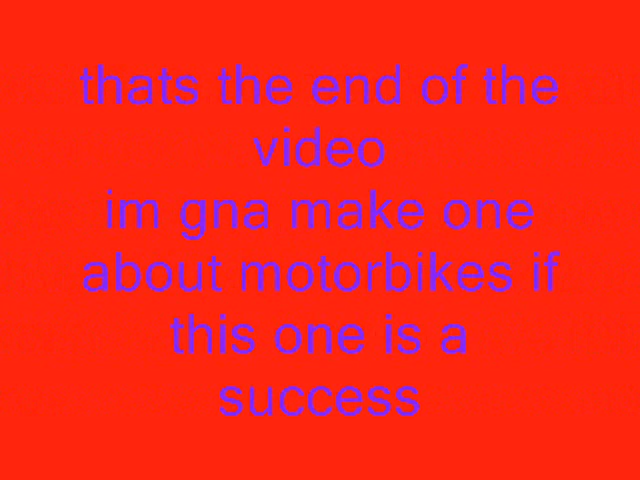 thats the end of the
video
im gna make one
about motorbikes if
this one is a
success